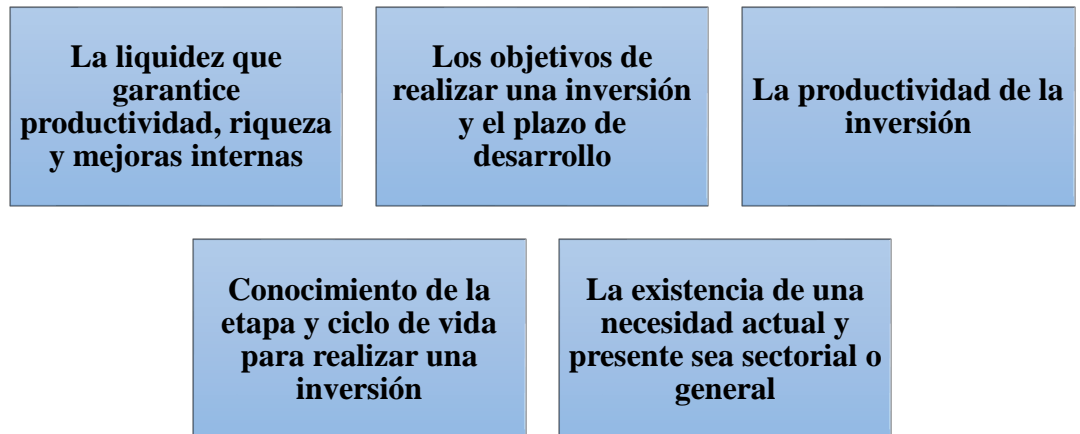 La liquidez que
garantice
productividad, riqueza
y mejoras internas
Los objetivos de
realizar una inversión
y el plazo de
desarrollo
La productividad de la
inversión
Conocimiento de la
etapa y ciclo de vida
para realizar una
inversión
La existencia de una
necesidad actual y
presente sea sectorial o
general